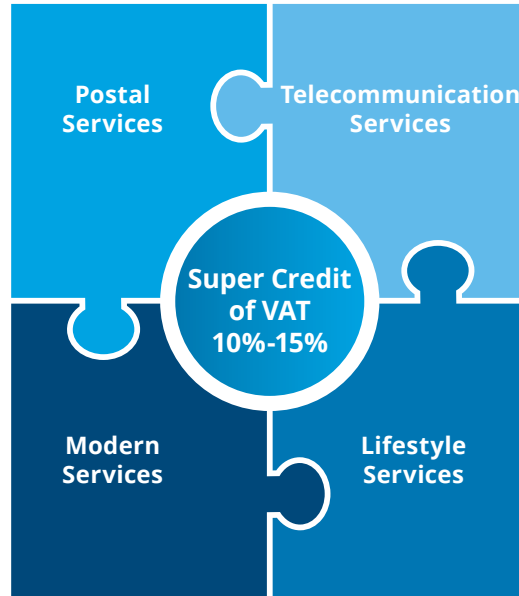 Postal
Services
Telecommunication
Services
Super Credit
of VAT
10%-15%
Modern
Services
Lifestyle
Services